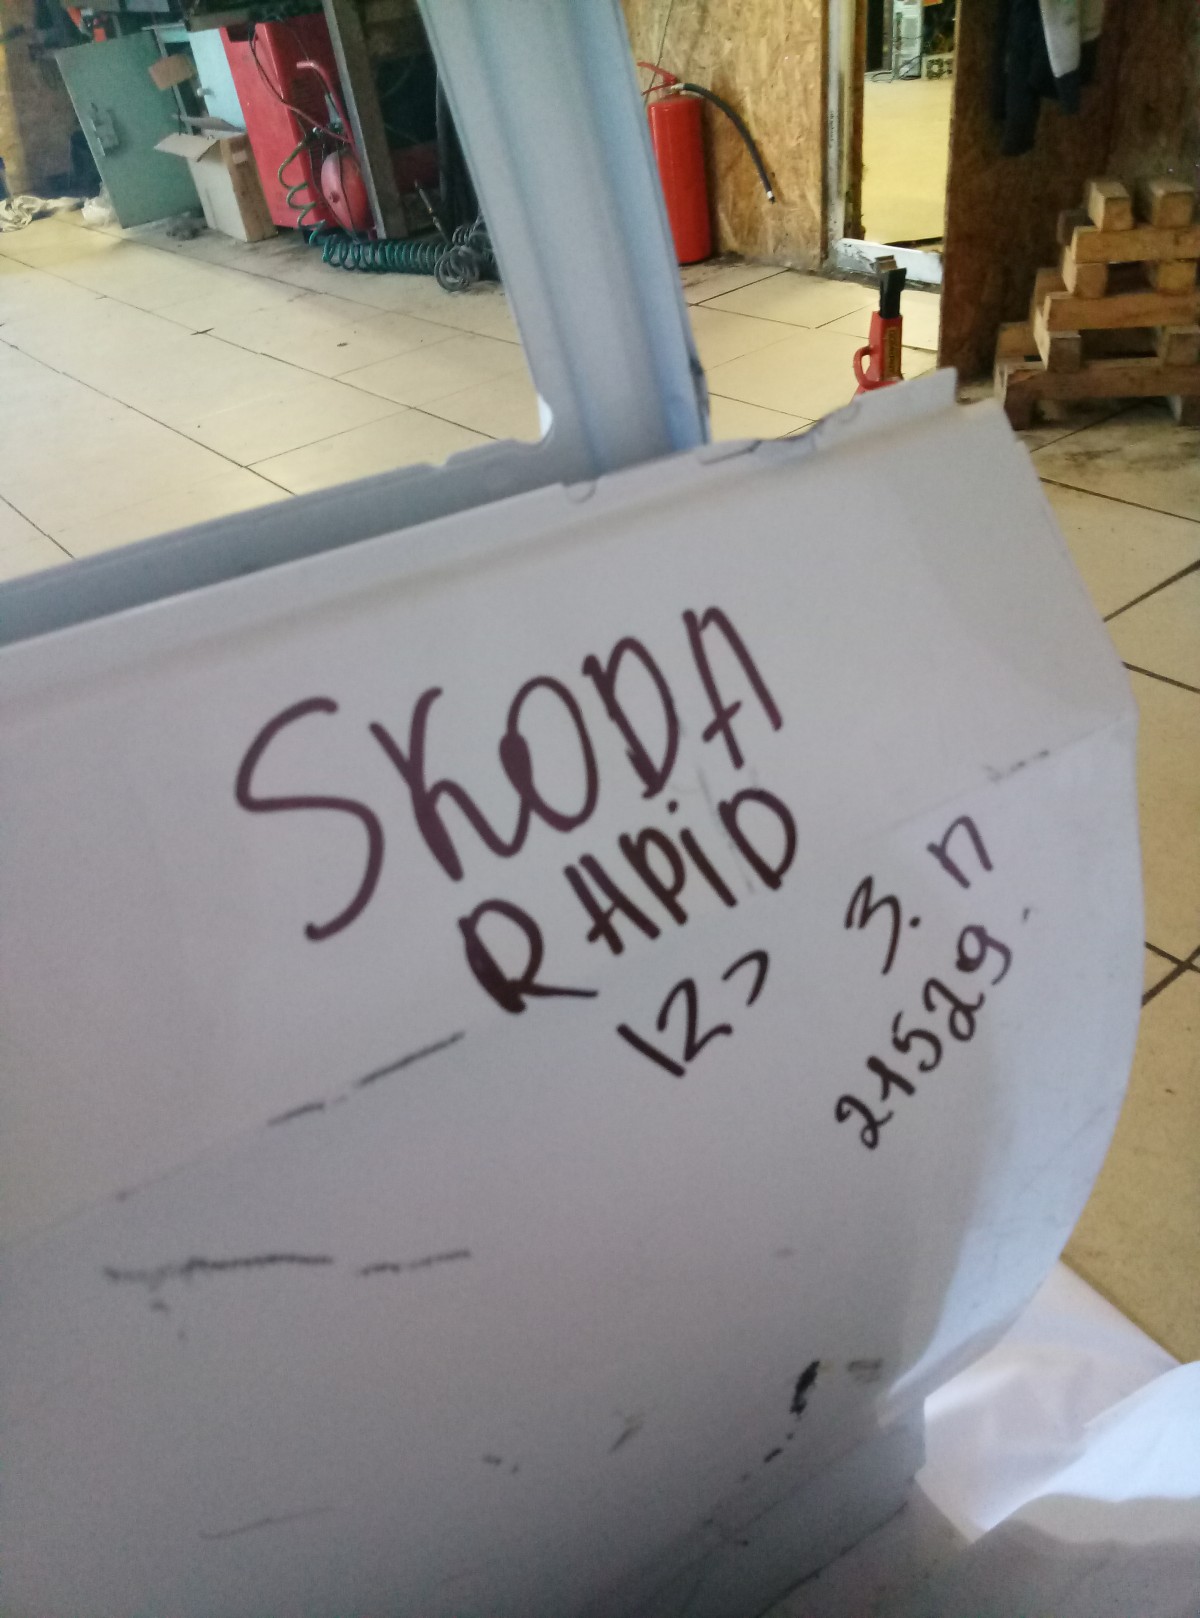 SKODA
RAPiD
12>
З. П
21529.